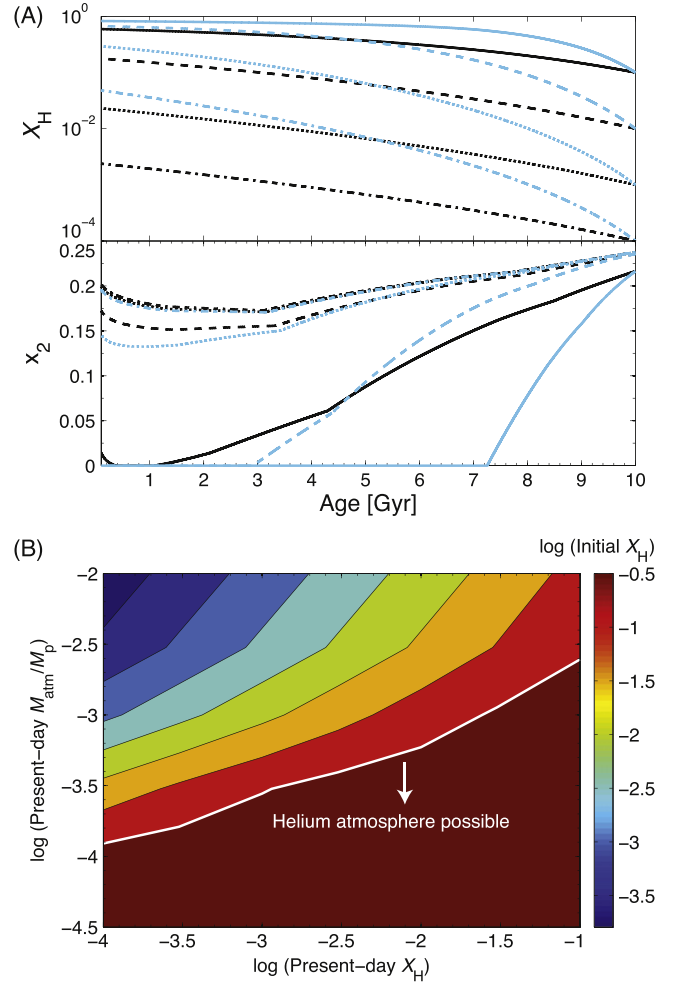 (A)
10^0
10^-2
10^-4
X_H
0.25
0.2
0.15
0.1
0.05
0
x_2
1 2 3 4 5 6 7 8 9 10
Age [Gyr]
(B)
log (Initial X_H)
-2
-2.5
-3
-3.5
-4
-4.5
log (Present-day M_atm/M_p)
Helium atmosphere possible
-4 -3.5 -3 -2.5 -2 -1.5 -1
log (Present-day X_H)
-0.5
-1
-1.5
-2
-2.5
-3
-3.5